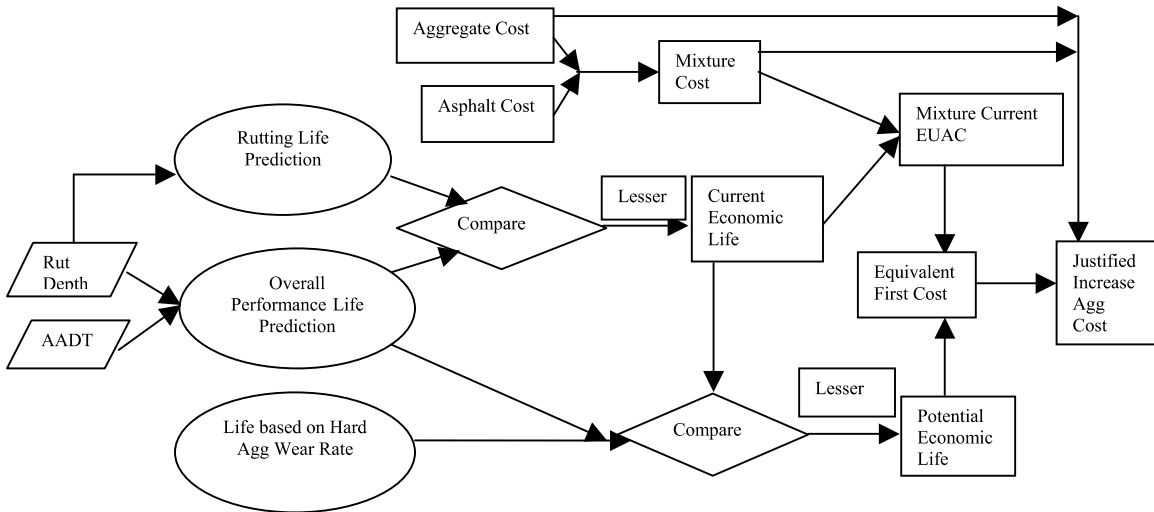 Aggregate Cost
Asphalt Cost
Mixture
Cost
Mixture Current
EUAC
Rutting Life
Prediction
Compare
Lesser
Current
Economic
Life
Rut
Depth
Overall
Performance Life
Prediction
Equivalent
First Cost
Justified
Increase
Agg
Cost
AADT
Life based on Hard
Agg Wear Rate
Compare
Lesser
Potential
Economic
Life